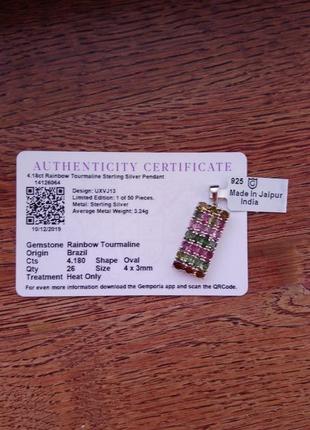 AUTHENTICITY CERTIFICATE
4.18ct Rainbow Tourmaline Sterling Silver Pendant
14126064
Design: UXVJ13
Limited Edition: 1 of 50 Pieces.
Metal: Sterling Silver
Average Metal Weight: 3.24g
10/12/2019
925
Made in Jaipur
India
Gemstone Rainbow Tourmaline
Origin Brazil
Cts 4.180 Shape Oval
Qty 26 Size 4 x 3mm
Treatment Heat Only
For even more information download the Gemporia app and scan the QRCode.